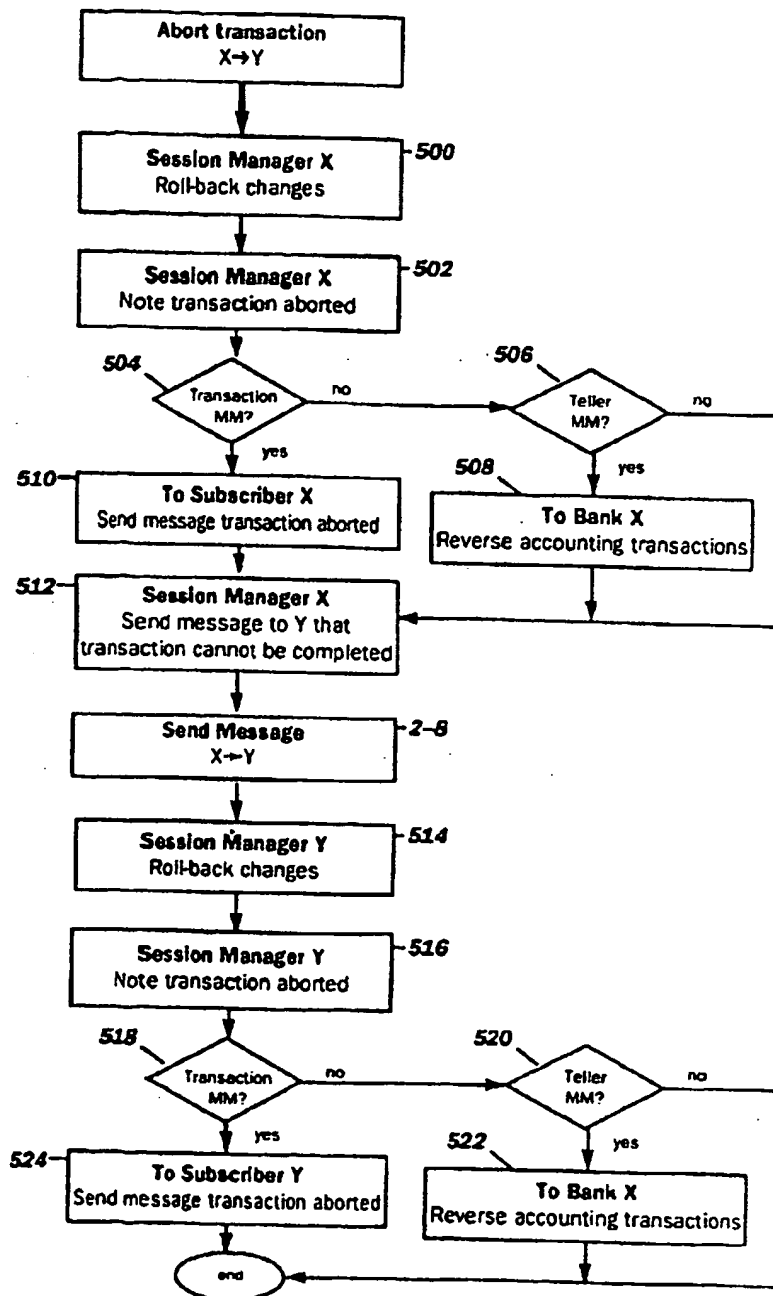 Abort transaction
X→Y
Session Manager X
Roll-back changes
500
Session Manager X
Note transaction aborted
502
504
Transaction
MM?
no
yes
506
Teller
MM?
no
yes
510
To Subscriber X
Send message transaction aborted
508
To Bank X
Reverse accounting transactions
512
Session Manager X
Send message to Y that
transaction cannot be completed
Send Message
X→Y
2-8
Session Manager Y
Roll-back changes
514
Session Manager Y
Note transaction aborted
516
518
Transaction
MM?
no
yes
520
Teller
MM?
no
yes
524
To Subscriber Y
Send message transaction aborted
522
To Bank X
Reverse accounting transactions
end